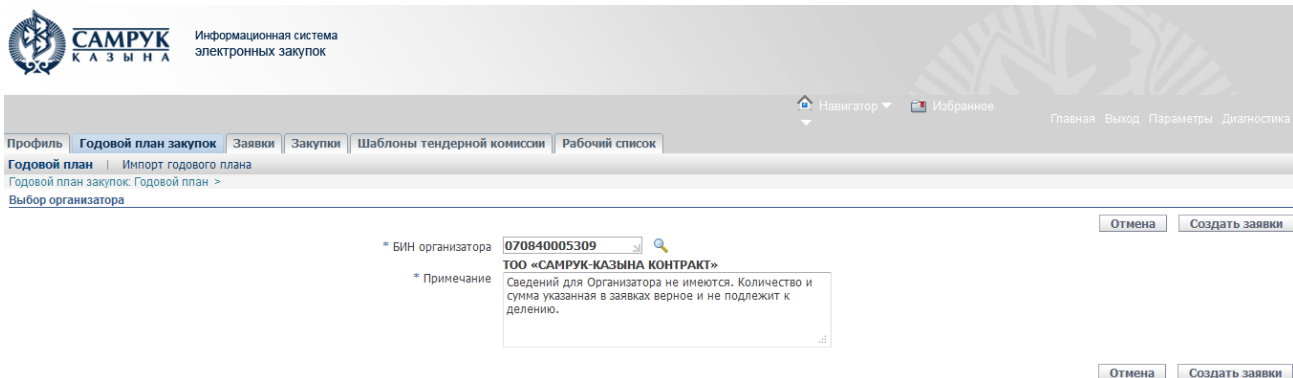 САМРУК
КАЗЫНА
Информационная система
электронных закупок
Навигатор
Избранное
Главная Выход Параметры Диагностика
Профиль Годовой план закупок Заявки Закупки Шаблоны тендерной комиссии Рабочий список
Годовой план | Импорт годового плана
Годовой план закупок: Годовой план >
Выбор организатора
Отмена Создать заявки
* БИН организатора 070840005309
ТОО «САМРУК-КАЗЫНА КОНТРАКТ»
* Примечание Сведений для Организатора не имеются. Количество и
сумма указанная в заявках верное и не подлежит к
делению.
Отмена Создать заявки